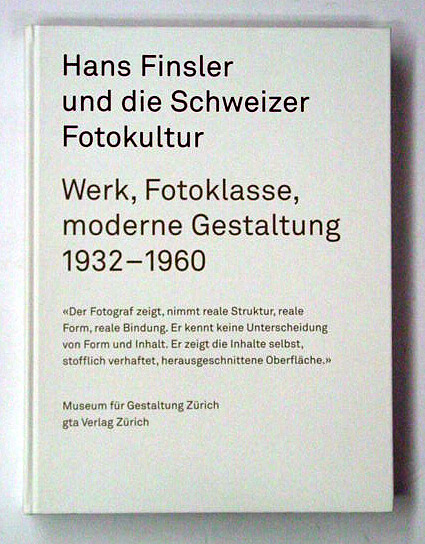 Hans Finsler
und die Schweizer
Fotokultur
Werk, Fotoklasse,
moderne Gestaltung
1932–1960
«Der Fotograf zeigt, nimmt reale Struktur, reale
Form, reale Bindung. Er kennt keine Unterscheidung
von Form und Inhalt. Er zeigt die Inhalte selbst,
stofflich verhaftet, herausgeschnittene Oberfläche.»
Museum für Gestaltung Zürich
gta Verlag Zürich